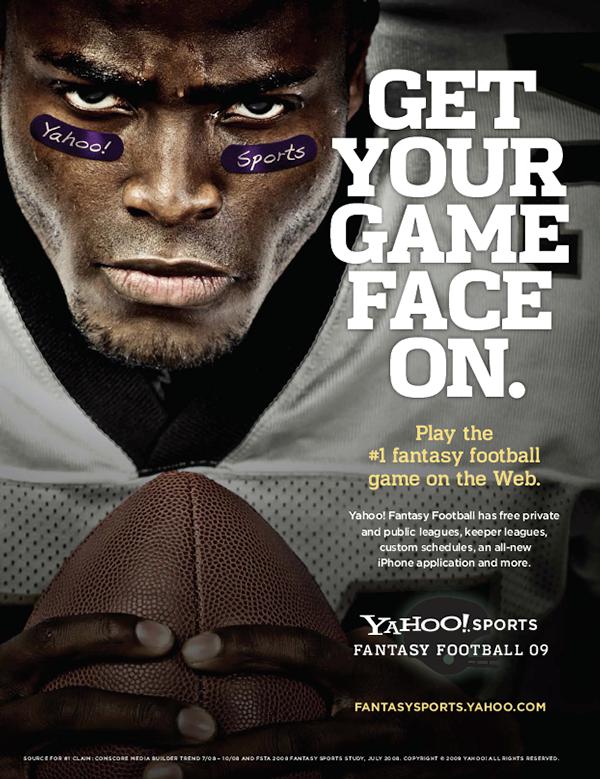 Yahoo!
Sports
GET
YOUR
GAME
FACE
ON.
Play the
#1 fantasy football
game on the Web.
Yahoo! Fantasy Football has free private
and public leagues, keeper leagues,
custom schedules, an all-new
iPhone application and more.
YAHOO! SPORTS
FANTASY FOOTBALL 09
FANTASYSPORTS.YAHOO.COM
SOURCE FOR #1 CLAIM: COMSCORE MEDIA BUILDER TREND 7/08 – 10/08 AND FSTA 2008 FANTASY SPORTS STUDY, JULY 2008. COPYRIGHT © 2009 YAHOO! ALL RIGHTS RESERVED.